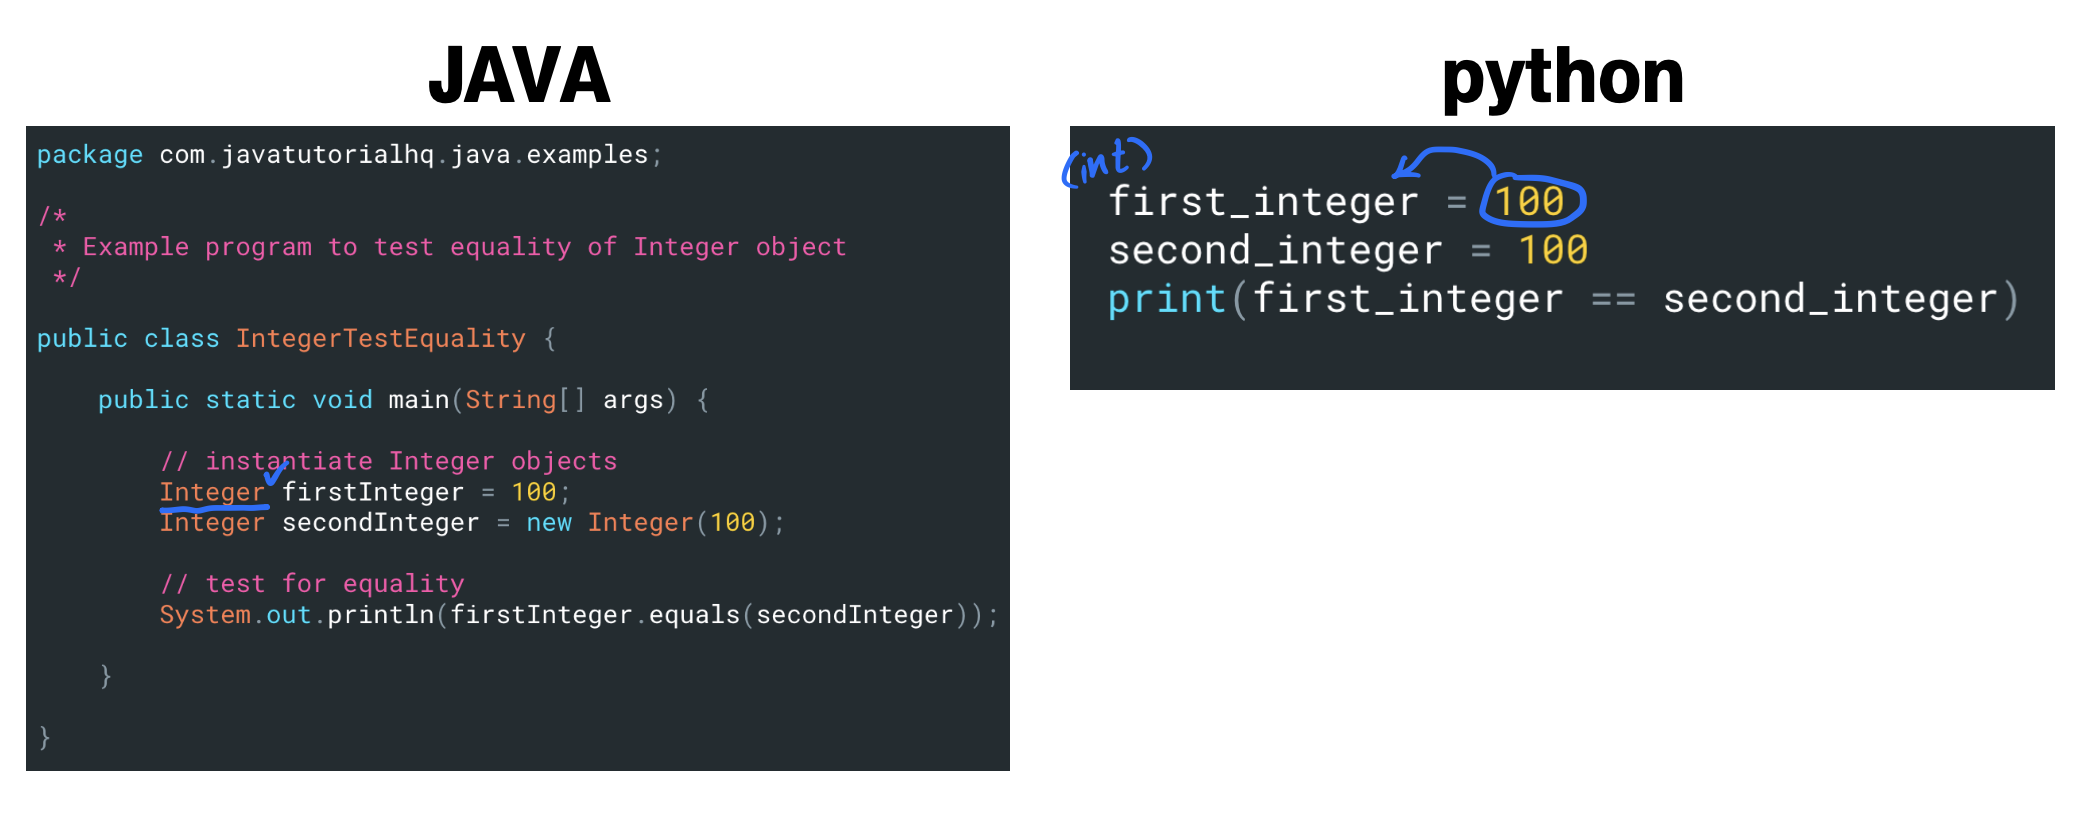 JAVA
package com.javatutorialhq.java.examples;
/*
 * Example program to test equality of Integer object
 */
public class IntegerTestEquality {
    public static void main(String[] args) {
        // instantiate Integer objects
        Integer firstInteger = 100;
        Integer secondInteger = new Integer(100);
        // test for equality
        System.out.println(firstInteger.equals(secondInteger));
    }
}
python
(int)
first_integer = 100
second_integer = 100
print(first_integer == second_integer)